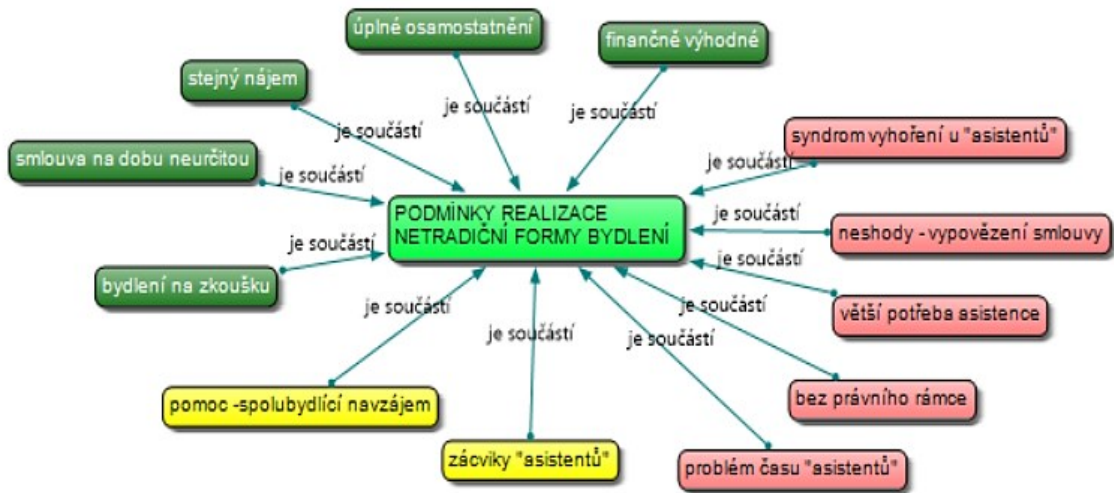 úplné osamostatnění
finančně výhodné
stejný nájem
je součástí
je součástí
je součástí
syndrom vyhoření u "asistentů"
smlouva na dobu neurčitou
je součástí
je součástí
PODMÍNKY REALIZACE
NETRADIČNÍ FORMY BYDLENÍ
je součástí
neshody - vypovězení smlouvy
je součástí
je součástí
bydlení na zkoušku
větší potřeba asistence
je součástí
je součástí
je součástí
je součástí
pomoc -spolubydlící navzájem
bez právního rámce
zácviky "asistentů"
problém času "asistentů"